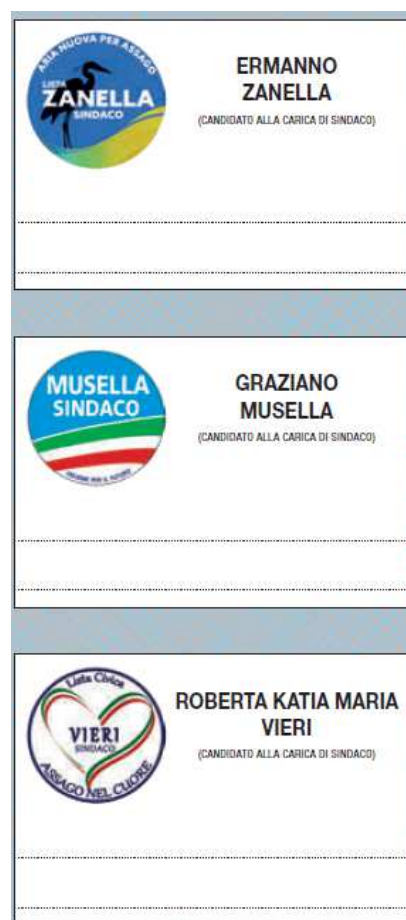 ARIA NUOVA PER ASSAGO
LISTA
ZANELLA
SINDACO
ERMANNO
ZANELLA
(CANDIDATO ALLA CARICA DI SINDACO)
MUSELLA
SINDACO
GRAZIANO
MUSELLA
(CANDIDATO ALLA CARICA DI SINDACO)
Lista Civica
VIERI
SINDACO
ASSAGO NEL CUORE
ROBERTA KATIA MARIA
VIERI
(CANDIDATO ALLA CARICA DI SINDACO)